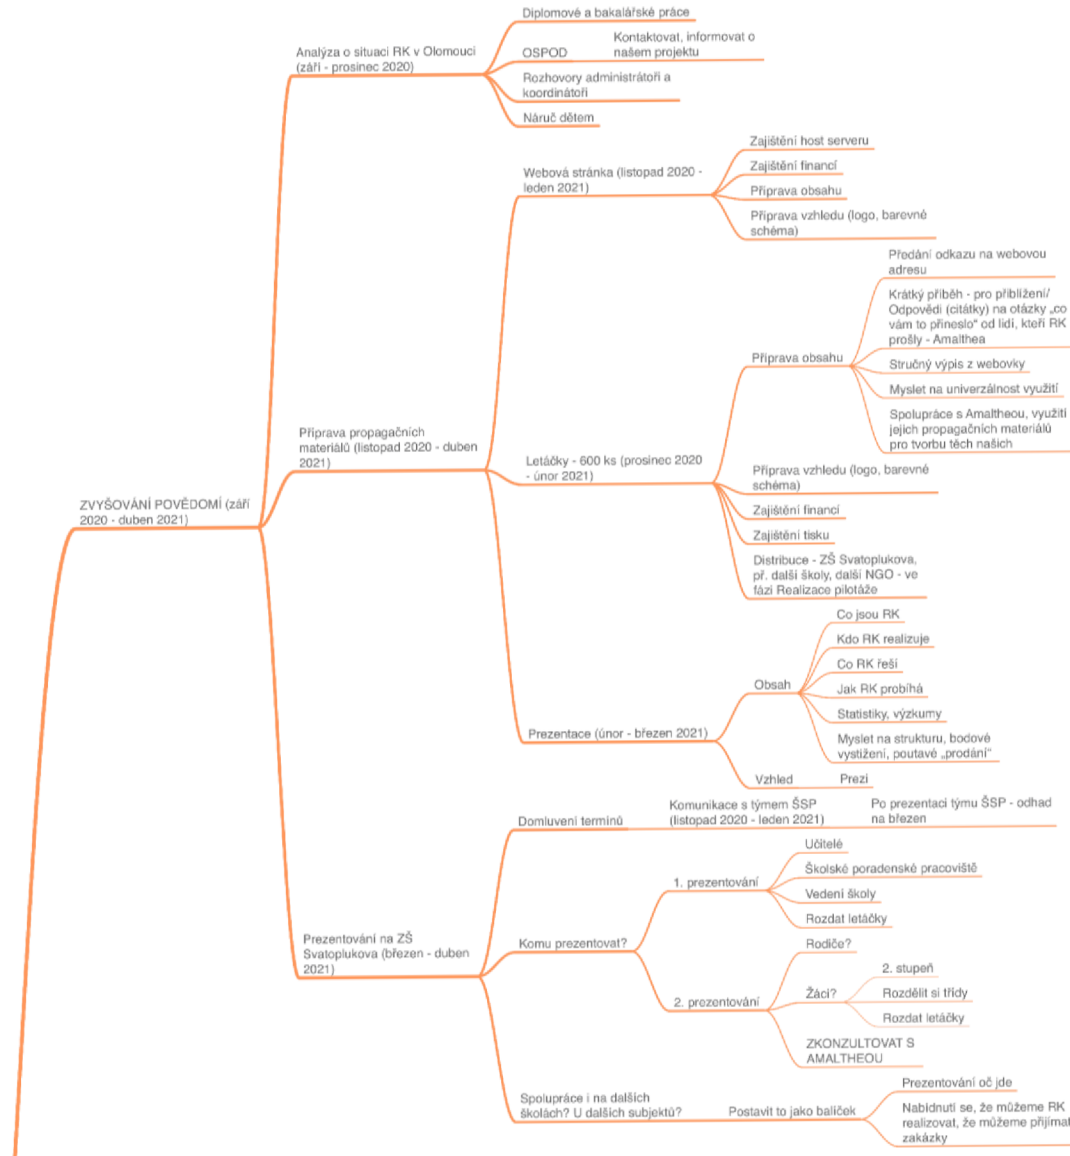 Diplomové a bakalářské práce
Analýza o situaci RK v Olomouci
(září - prosinec 2020)
OSPOD
Kontaktovat, informovat o
našem projektu
Rozhovory administrátoři a
koordinátoři
Náruč dětem
Webová stránka (listopad 2020 -
leden 2021)
Zajištění host serveru
Zajištění financí
Příprava obsahu
Příprava vzhledu (logo, barevné
schéma)
Předání odkazu na webovou
adresu
Krátký příběh - pro přiblížení/
Odpovědi (citátky) na otázky „co
vám to přineslo“ od lidí, kteří RK
prošly - Amalthea
Příprava obsahu
Stručný výpis z webovky
Myslet na univerzálnost využití
Spolupráce s Amaltheou, využití
jejich propagačních materiálů
pro tvorbu těch našich
Příprava propagačních
materiálů (listopad 2020 - duben
2021)
Letáčky - 600 ks (prosinec 2020
- únor 2021)
Příprava vzhledu (logo, barevné
schéma)
Zajištění financí
Zajištění tisku
Distribuce - ZŠ Svatoplukova,
př. další školy, další NGO - ve
fázi Realizace pilotáže
ZVYŠOVÁNÍ POVĚDOMÍ (září
2020 - duben 2021)
Co jsou RK
Kdo RK realizuje
Co RK řeší
Obsah
Jak RK probíhá
Statistiky, výzkumy
Myslet na strukturu, bodové
vystižení, poutavé „prodání“
Prezentace (únor - březen 2021)
Vzhled
Prezi
Domluvení termínů
Komunikace s týmem ŠSP
(listopad 2020 - leden 2021)
Po prezentaci týmu ŠSP - odhad
na březen
Učitelé
Školské poradenské pracoviště
1. prezentování
Vedení školy
Rozdat letáčky
Prezentování na ZŠ
Svatoplukova (březen - duben
2021)
Komu prezentovat?
Rodiče?
2. stupeň
Žáci?
Rozdělit si třídy
Rozdat letáčky
2. prezentování
ZKONZULTOVAT S
AMALTHEOU
Spolupráce i na dalších
školách? U dalších subjektů?
Postavit to jako balíček
Prezentování oč jde
Nabídnutí se, že můžeme RK
realizovat, že můžeme přijímat
zakázky